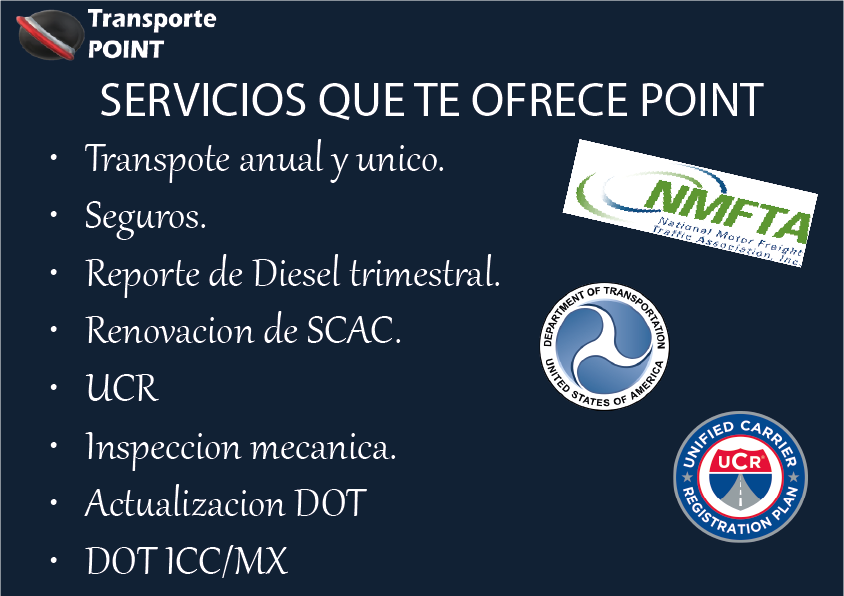 Transporte
POINT
SERVICIOS QUE TE OFRECE POINT
• Transpote anual y unico.
• Seguros.
• Reporte de Diesel trimestral.
• Renovacion de SCAC.
• UCR
• Inspeccion mecanica.
• Actualizacion DOT
• DOT ICC/MX
NMFTA
National Motor Freight
Traffic Association, Inc
DEPARTMENT OF TRANSPORTATION
UNITED STATES OF AMERICA
UNIFIED CARRIER
UCR®
REGISTRATION PLAN